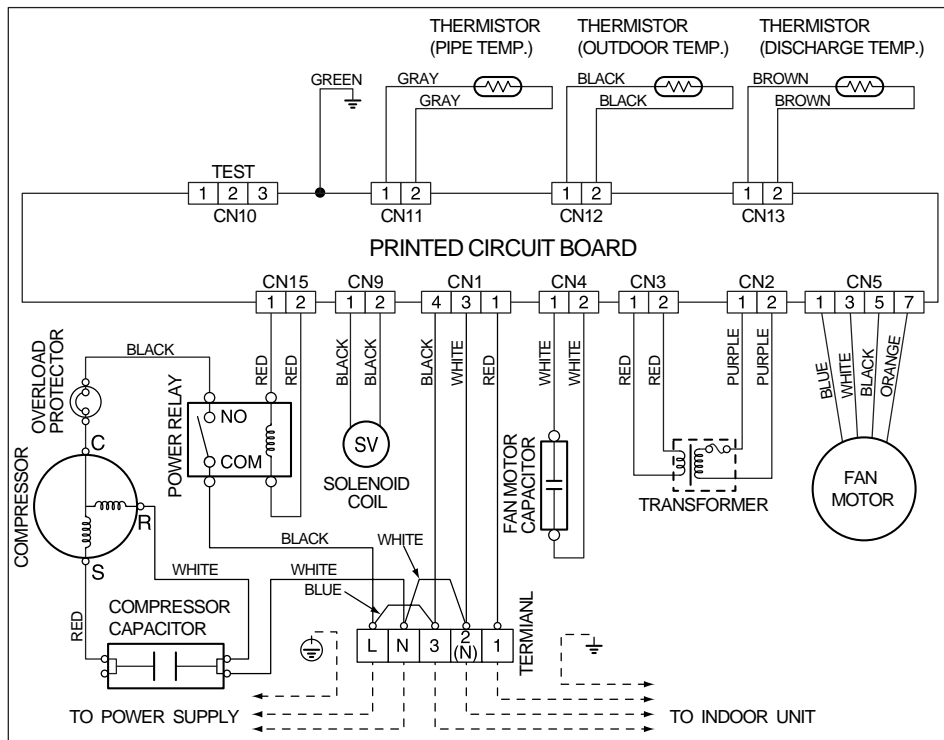 THERMISTOR
(PIPE TEMP.)
THERMISTOR
(OUTDOOR TEMP.)
THERMISTOR
(DISCHARGE TEMP.)
GREEN
GRAY
GRAY
BLACK
BLACK
BROWN
BROWN
TEST
1 2 3
CN10
1 2
CN11
1 2
CN12
1 2
CN13
PRINTED CIRCUIT BOARD
CN15
1 2
CN9
1 2
CN1
4 3 1
CN4
1 2
CN3
1 2
CN2
1 2
CN5
1 3 5 7
BLACK
RED
RED
BLACK
BLACK
BLACK
WHITE
RED
WHITE
WHITE
RED
RED
PURPLE
PURPLE
BLUE
WHITE
BLACK
ORANGE
OVERLOAD
PROTECTOR
POWER RELAY
NO
COM
SV
SOLENOID
COIL
FAN MOTOR
CAPACITOR
TRANSFORMER
FAN
MOTOR
COMPRESSOR
C
R
S
BLACK
WHITE
WHITE
WHITE
BLUE
RED
COMPRESSOR
CAPACITOR
L N 3 2 (N) 1
TERMIANL
TO POWER SUPPLY
TO INDOOR UNIT